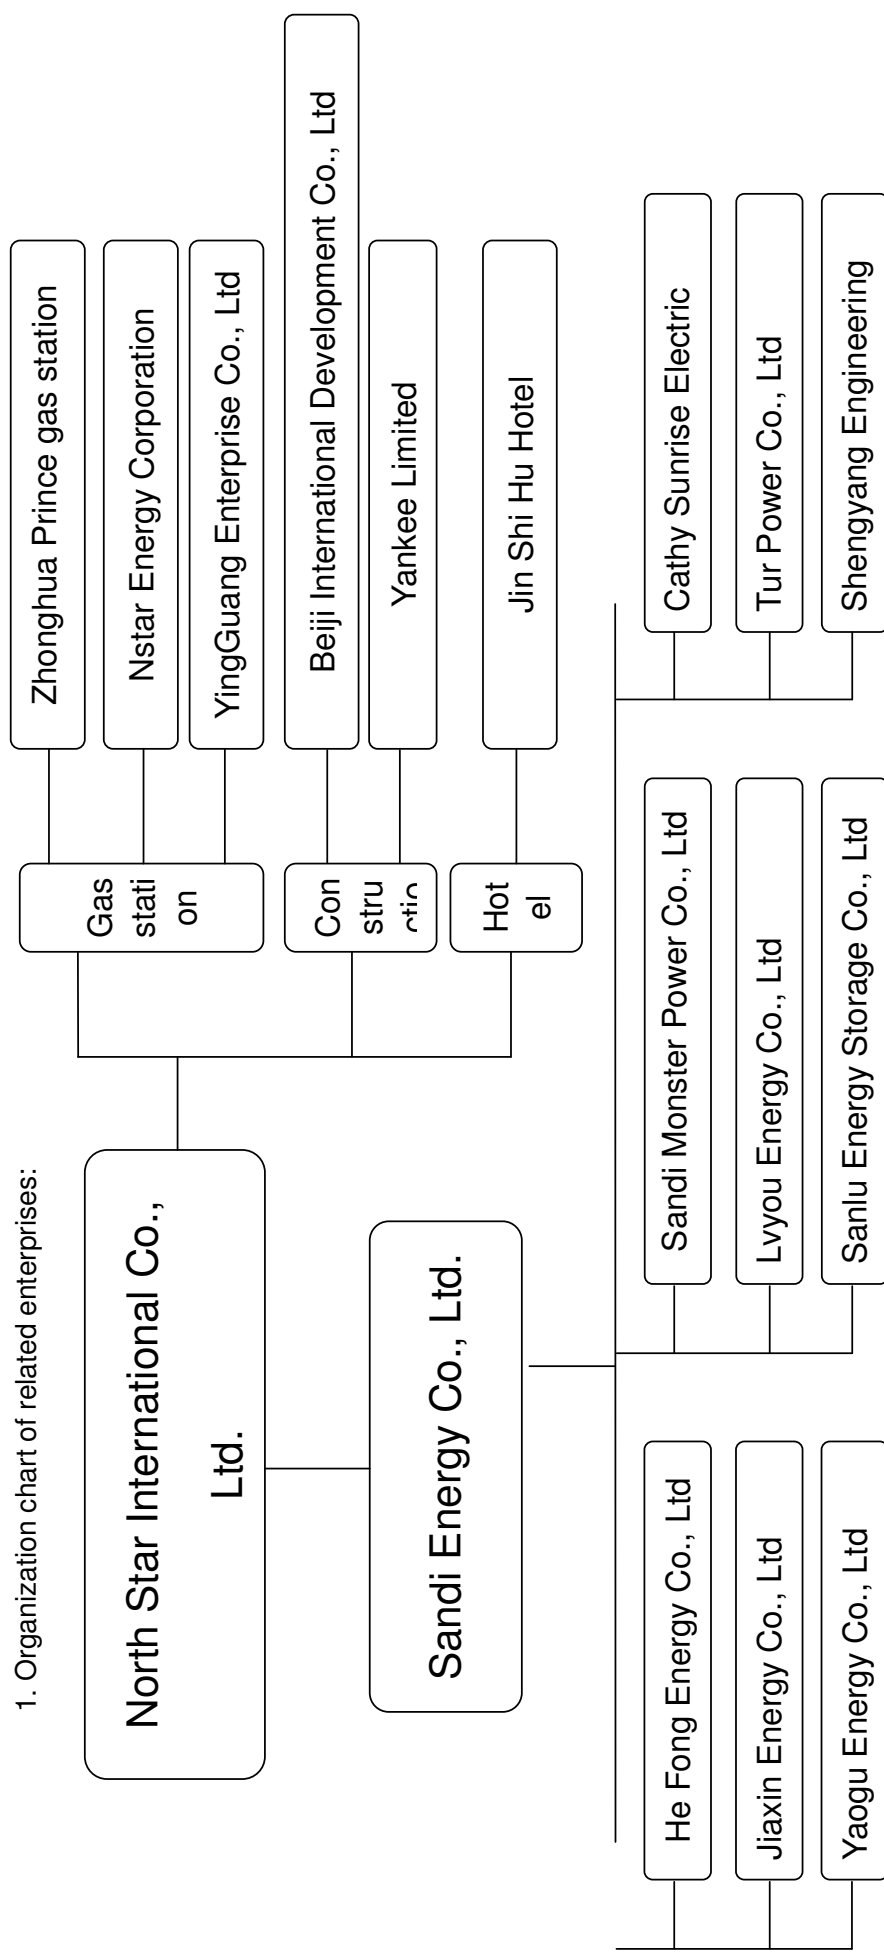 1. Organization chart of related enterprises:
North Star International Co.,
Ltd.
Gas
stati
on
Zhonghua Prince gas station
Nstar Energy Corporation
YingGuang Enterprise Co., Ltd
Con
stru
Beiji International Development Co., Ltd
Yankee Limited
Hot
el
Jin Shi Hu Hotel
Sandi Energy Co., Ltd.
He Fong Energy Co., Ltd
Jiaxin Energy Co., Ltd
Yaogu Energy Co., Ltd
Sandi Monster Power Co., Ltd
Lvyou Energy Co., Ltd
Sanlu Energy Storage Co., Ltd
Cathy Sunrise Electric
Tur Power Co., Ltd
Shengyang Engineering